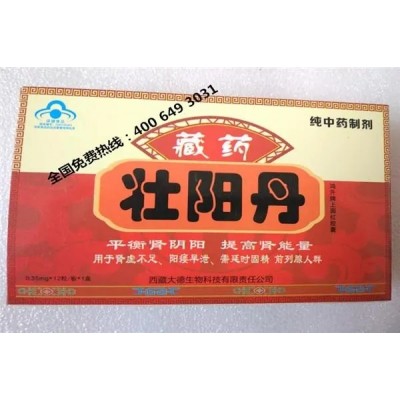 全国免费热线：400 649 3031
纯中药制剂
藏药
壮阳丹
平衡肾阴阳 提高肾能量
用于肾虚不足、阳痿早泄、需延时固精 前列腺人群
西藏大德生物科技有限责任公司